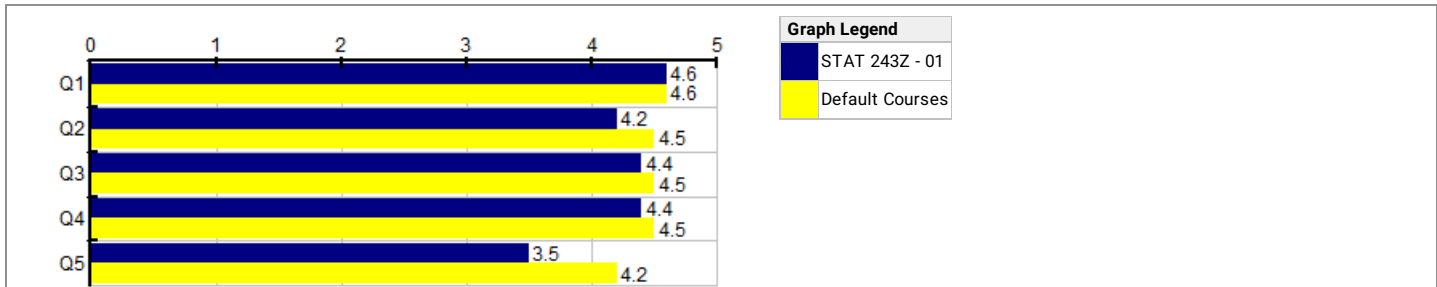 0 1 2 3 4 5
Q1 4.6
4.6
Q2 4.2
4.5
Q3 4.4
4.5
Q4 4.4
4.5
Q5 3.5
4.2
Graph Legend
STAT 243Z - 01
Default Courses